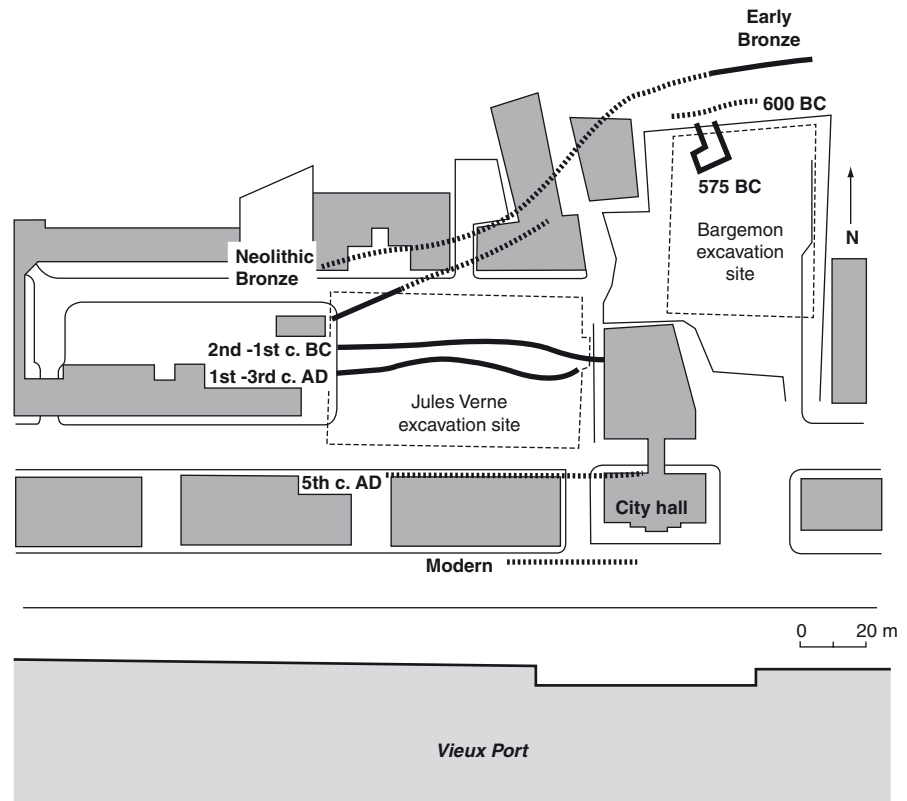 Early
Bronze
600 BC
575 BC
Bargemon
excavation
site
N
Neolithic
Bronze
2nd -1st c. BC
1st -3rd c. AD
Jules Verne
excavation site
5th c. AD
City hall
Modern
0 20 m
Vieux Port